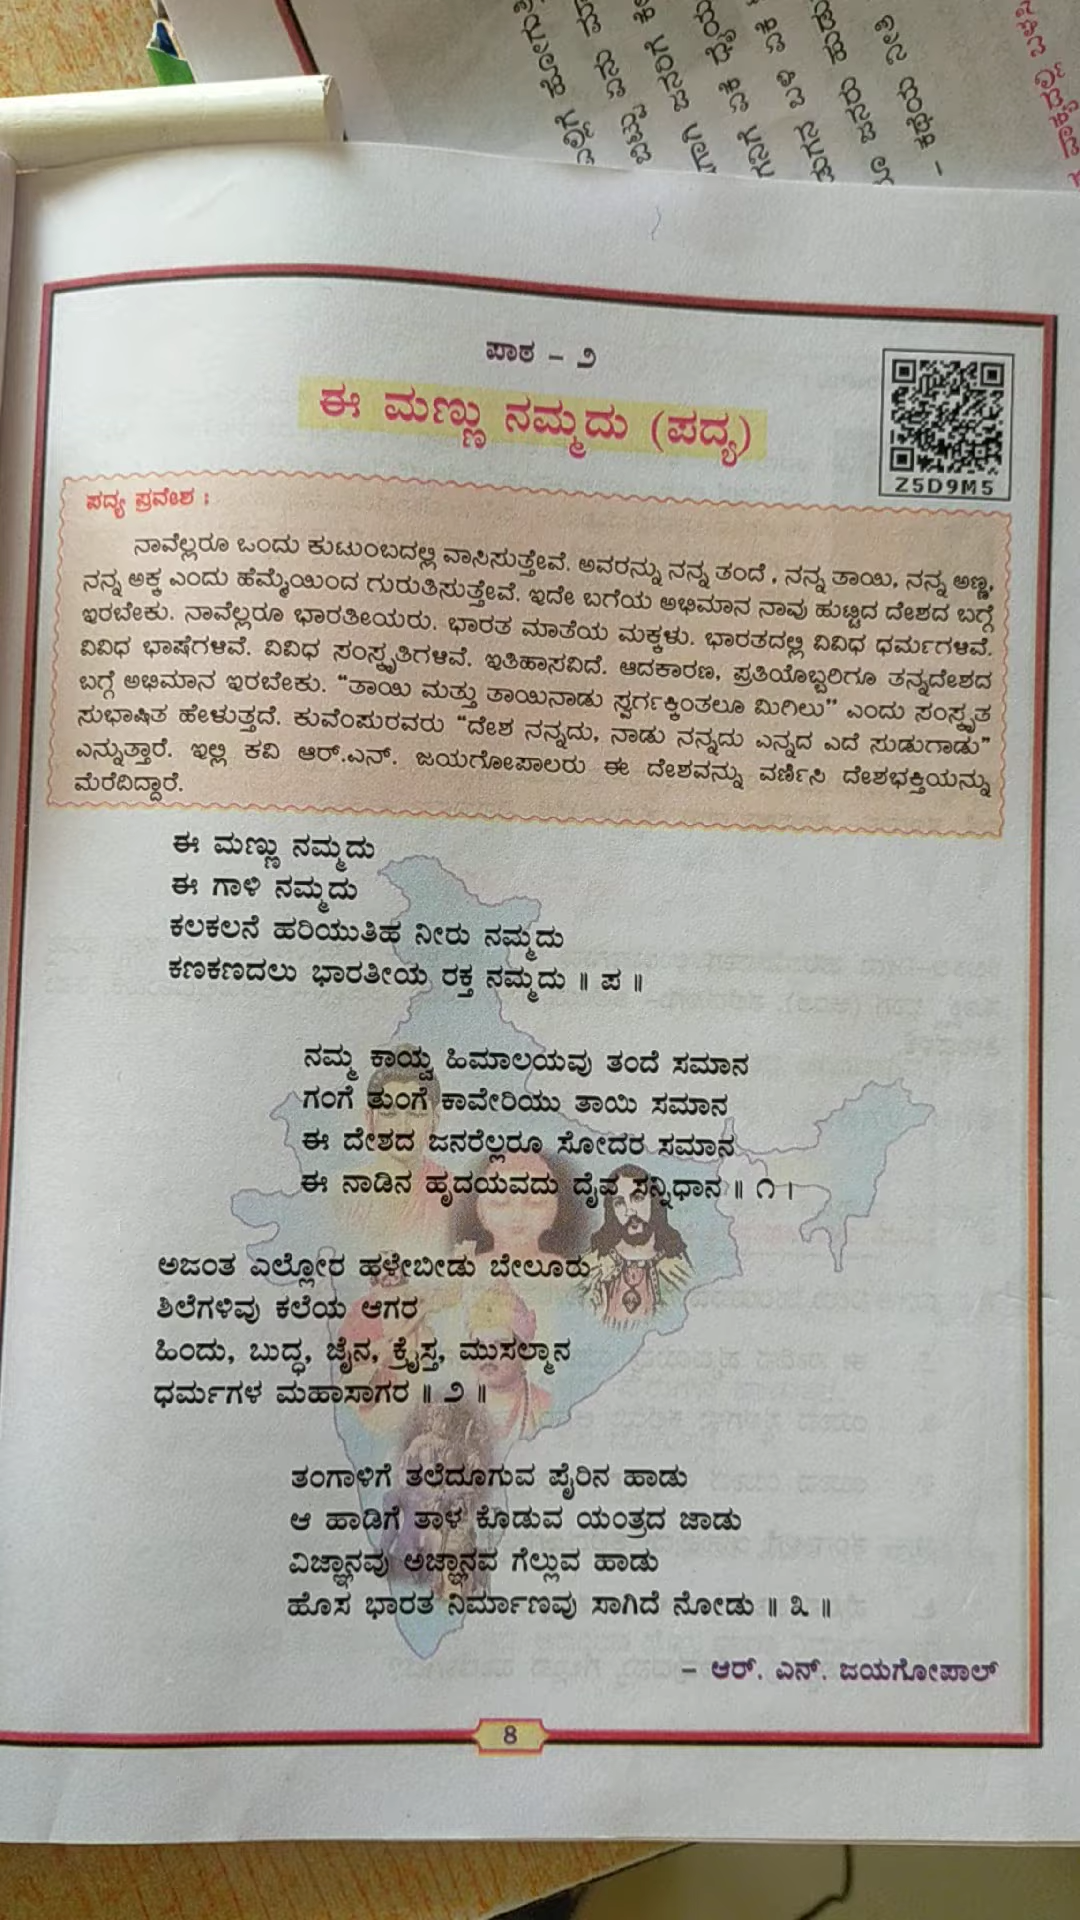 ಪಾಠ – ೨
ಈ ಮಣ್ಣು ನಮ್ಮದು (ಪದ್ಯ)
Z5D9M5
ಪದ್ಯ ಪ್ರವೇಶ :
ನಾವೆಲ್ಲರೂ ಒಂದು ಕುಟುಂಬದಲ್ಲಿ ವಾಸಿಸುತ್ತೇವೆ. ಅವರನ್ನು ನನ್ನ ತಂದೆ, ನನ್ನ ತಾಯಿ, ನನ್ನ ಅಣ್ಣ,
ನನ್ನ ಅಕ್ಕ ಎಂದು ಹೆಮ್ಮೆಯಿಂದ ಗುರುತಿಸುತ್ತೇವೆ. ಇದೇ ಬಗೆಯ ಅಭಿಮಾನ ನಾವು ಹುಟ್ಟಿದ ದೇಶದ ಬಗ್ಗೆ
ಇರಬೇಕು. ನಾವೆಲ್ಲರೂ ಭಾರತೀಯರು. ಭಾರತ ಮಾತೆಯ ಮಕ್ಕಳು. ಭಾರತದಲ್ಲಿ ವಿವಿಧ ಧರ್ಮಗಳಿವೆ.
ವಿವಿಧ ಭಾಷೆಗಳಿವೆ. ವಿವಿಧ ಸಂಸ್ಕೃತಿಗಳಿವೆ. ಇತಿಹಾಸವಿದೆ. ಆದಕಾರಣ, ಪ್ರತಿಯೊಬ್ಬರಿಗೂ ತನ್ನದೇಶದ
ಬಗ್ಗೆ ಅಭಿಮಾನ ಇರಬೇಕು. “ತಾಯಿ ಮತ್ತು ತಾಯಿನಾಡು ಸ್ವರ್ಗಕ್ಕಿಂತಲೂ ಮಿಗಿಲು” ಎಂದು ಸಂಸ್ಕೃತ
ಸುಭಾಷಿತ ಹೇಳುತ್ತದೆ. ಕುವೆಂಪುರವರು “ದೇಶ ನನ್ನದು, ನಾಡು ನನ್ನದು ಎನ್ನದ ಎದೆ ಸುಡುಗಾಡು”
ಎನ್ನುತ್ತಾರೆ. ಇಲ್ಲಿ ಕವಿ ಆರ್.ಎನ್. ಜಯಗೋಪಾಲರು ಈ ದೇಶವನ್ನು ವರ್ಣಿಸಿ ದೇಶಭಕ್ತಿಯನ್ನು
ಮೆರೆದಿದ್ದಾರೆ.
ಈ ಮಣ್ಣು ನಮ್ಮದು
ಈ ಗಾಳಿ ನಮ್ಮದು
ಕಲಕಲನೆ ಹರಿಯುತಿಹ ನೀರು ನಮ್ಮದು
ಕಣಕಣದಲು ಭಾರತೀಯ ರಕ್ತ ನಮ್ಮದು ॥ ಪ ॥
ನಮ್ಮ ಕಾಯ್ವ ಹಿಮಾಲಯವು ತಂದೆ ಸಮಾನ
ಗಂಗೆ ತುಂಗೆ ಕಾವೇರಿಯು ತಾಯಿ ಸಮಾನ
ಈ ದೇಶದ ಜನರೆಲ್ಲರೂ ಸೋದರ ಸಮಾನ
ಈ ನಾಡಿನ ಹೃದಯವದು ದೈವ ಸನ್ನಿಧಾನ ॥ ೧ ।
ಅಜಂತ ಎಲ್ಲೋರ ಹಳೇಬೀಡು ಬೇಲೂರು
ಶಿಲೆಗಳಿವು ಕಲೆಯ ಆಗರ
ಹಿಂದು, ಬುದ್ಧ, ಜೈನ, ಕ್ರೈಸ್ತ, ಮುಸಲ್ಮಾನ
ಧರ್ಮಗಳ ಮಹಾಸಾಗರ ॥ ೨ ॥
ತಂಗಾಳಿಗೆ ತಲೆದೂಗುವ ಪೈರಿನ ಹಾಡು
ಆ ಹಾಡಿಗೆ ತಾಳ ಕೊಡುವ ಯಂತ್ರದ ಜಾಡು
ವಿಜ್ಞಾನವು ಅಜ್ಞಾನವ ಗೆಲ್ಲುವ ಹಾಡು
ಹೊಸ ಭಾರತ ನಿರ್ಮಾಣವು ಸಾಗಿದೆ ನೋಡು ॥ ೩ ॥
– ಆರ್. ಎನ್. ಜಯಗೋಪಾಲ್
8